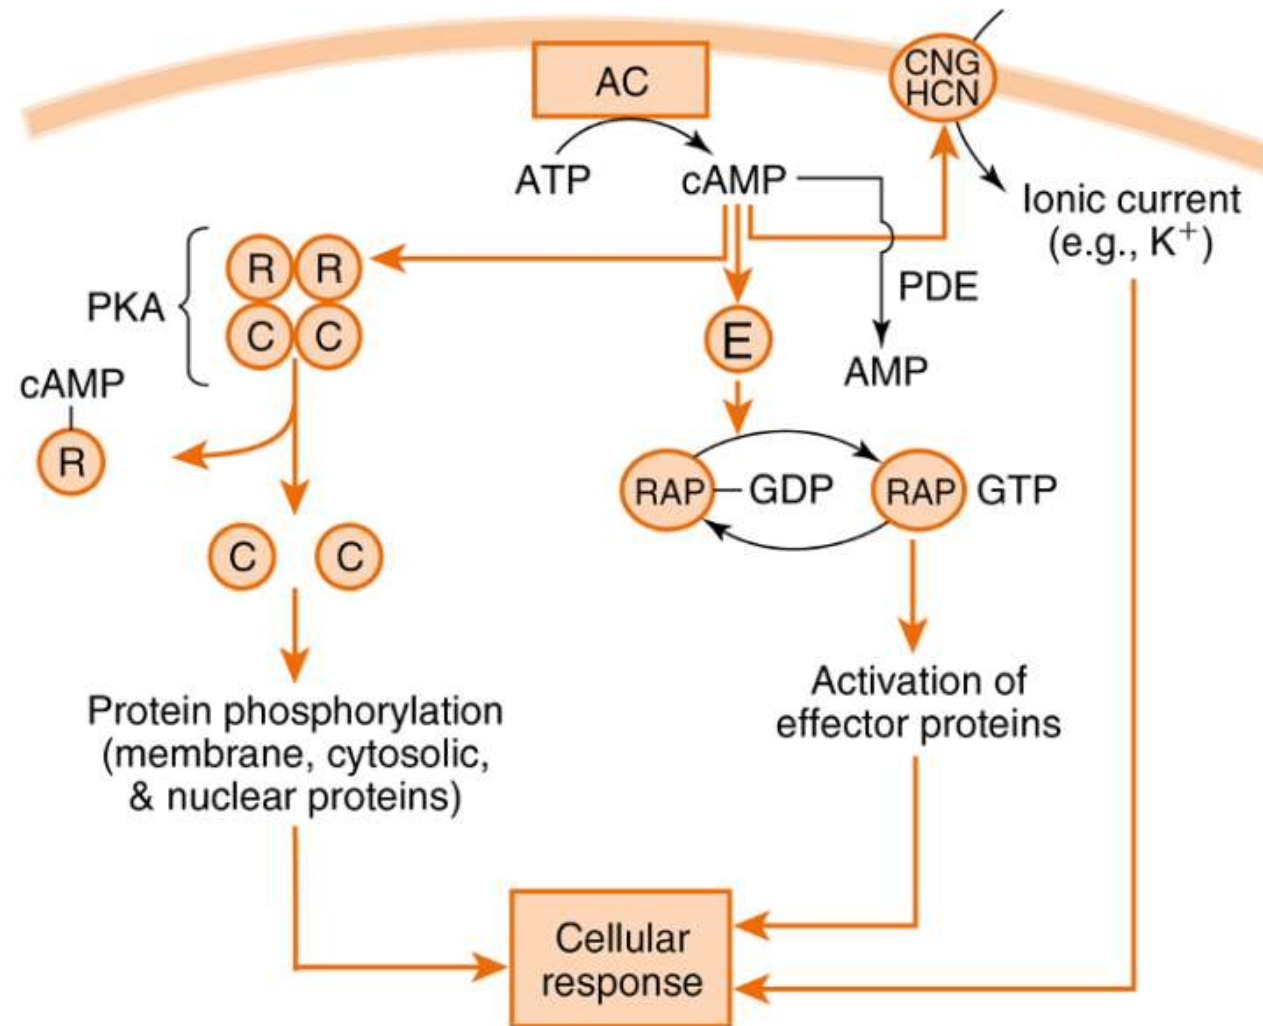 AC
CNG
HCN
ATP
cAMP
Ionic current
(e.g., K⁺)
PKA
R
R
C
C
PDE
E
AMP
cAMP
R
RAP
GDP
RAP
GTP
C
C
Protein phosphorylation
(membrane, cytosolic,
& nuclear proteins)
Activation of
effector proteins
Cellular
response